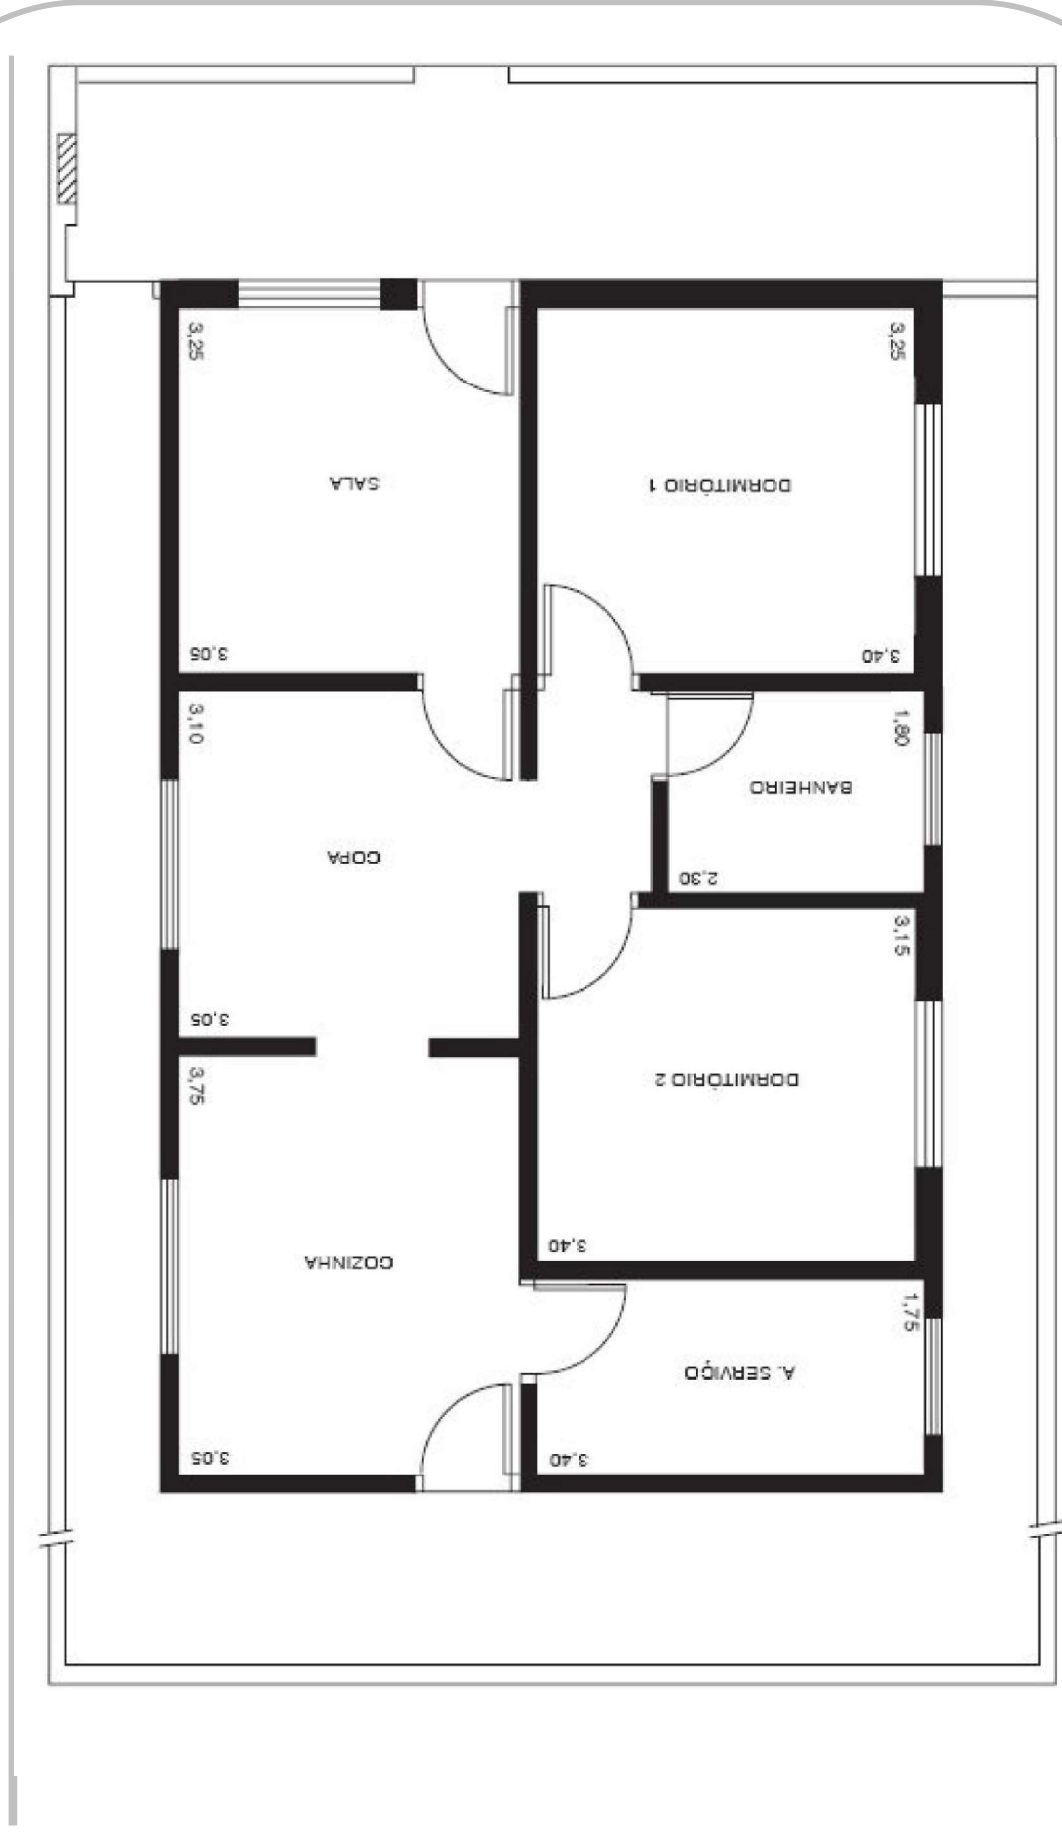 A. SERVIÇO
3,40
1,75
COZINHA
3,05
3,75
DORMITÓRIO 2
3,40
3,15
COPA
3,05
3,10
BANHEIRO
2,30
1,80
DORMITÓRIO 1
3,40
3,25
SALA
3,05
3,25